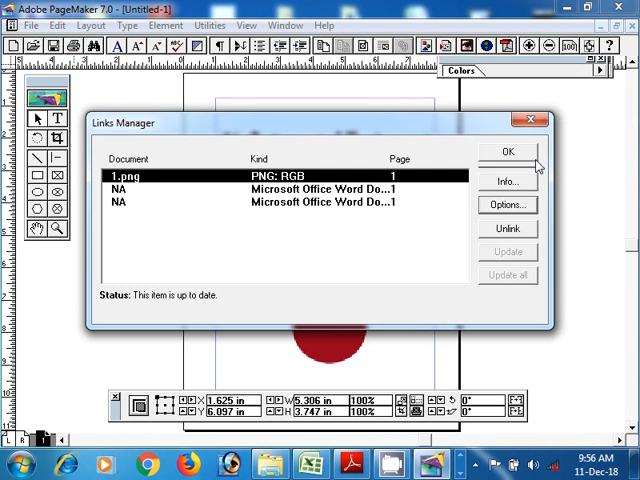 Adobe PageMaker 7.0 - [Untitled-1]
File Edit Layout Type Element Utilities View Window Help
Colors
Links Manager
Document Kind Page
1.png PNG: RGB 1
NA Microsoft Office Word Do...1
NA Microsoft Office Word Do...1
OK
Info...
Options...
Unlink
Update
Update all
Status: This item is up to date.
X 1.625 in W 5.306 in 100% 0°
Y 6.097 in H 3.747 in 100% 0°
L R 1
9:56 AM
11-Dec-18